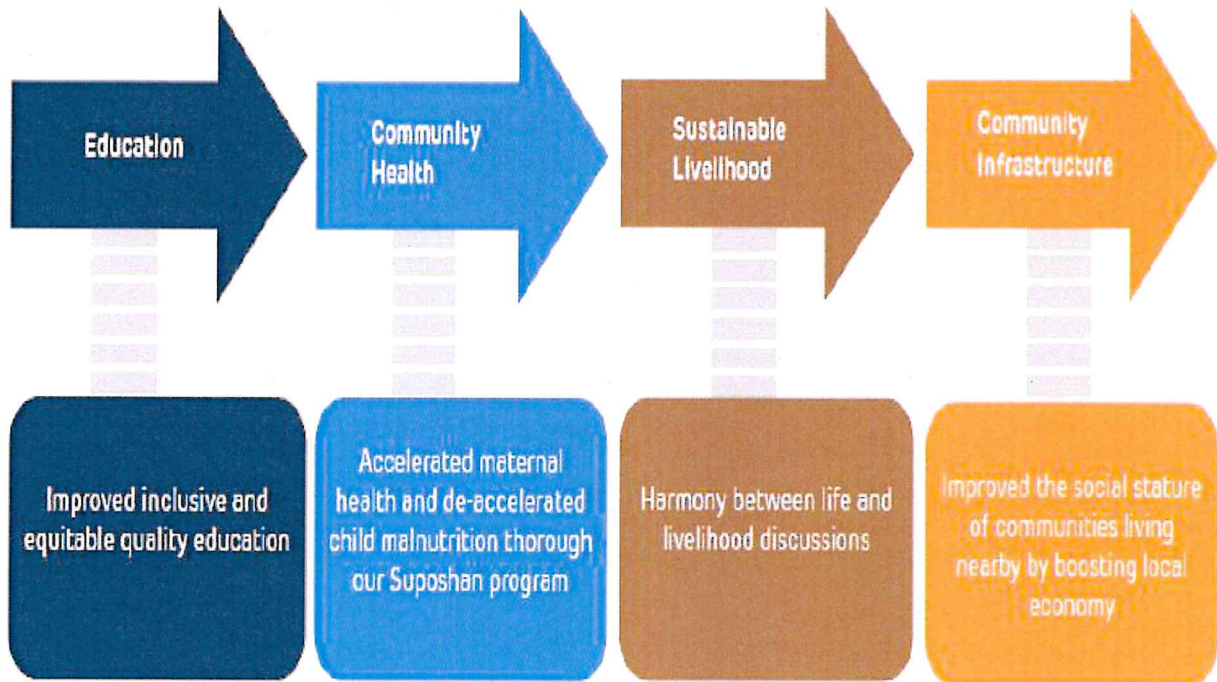 Education
Community
Health
Sustainable
Livelihood
Community
Infrastructure
Improved inclusive and
equitable quality education
Accelerated maternal
health and de-accelerated
child malnutrition thorough
our Suposhan program
Harmony between life and
livelihood discussions
Improved the social stature
of communities living
nearby by boosting local
economy